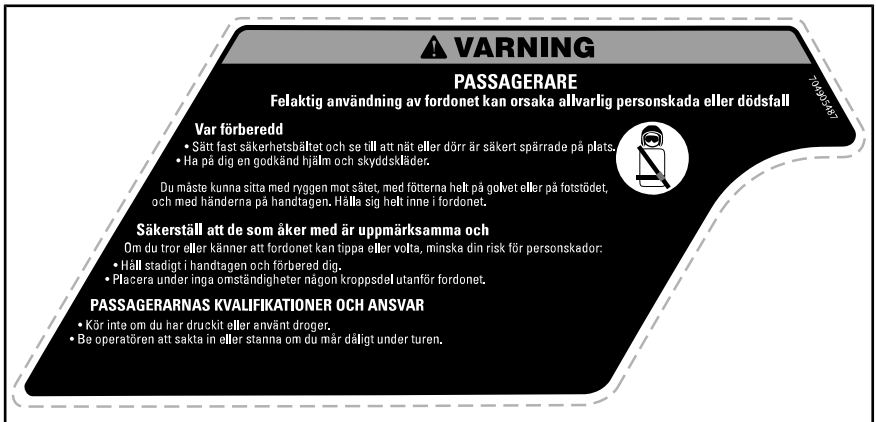 VARNING
PASSAGERARE
Felaktig användning av fordonet kan orsaka allvarlig personskada eller dödsfall
704905487
Var förberedd
• Sätt fast säkerhetsbältet och se till att nät eller dörr är säkert spärrade på plats.
• Ha på dig en godkänd hjälm och skyddskläder.
Du måste kunna sitta med ryggen mot sätet, med fötterna helt på golvet eller på fotstödet,
och med händerna på handtagen. Hålla sig helt inne i fordonet.
Säkerställ att de som åker med är uppmärksamma och
Om du tror eller känner att fordonet kan tippa eller volta, minska din risk för personskador:
• Håll stadigt i handtagen och förbered dig.
• Placera under inga omständigheter någon kroppsdel utanför fordonet.
PASSAGERARNAS KVALIFIKATIONER OCH ANSVAR
• Kör inte om du har druckit eller använt droger.
• Be operatören att sakta in eller stanna om du mår dåligt under turen.